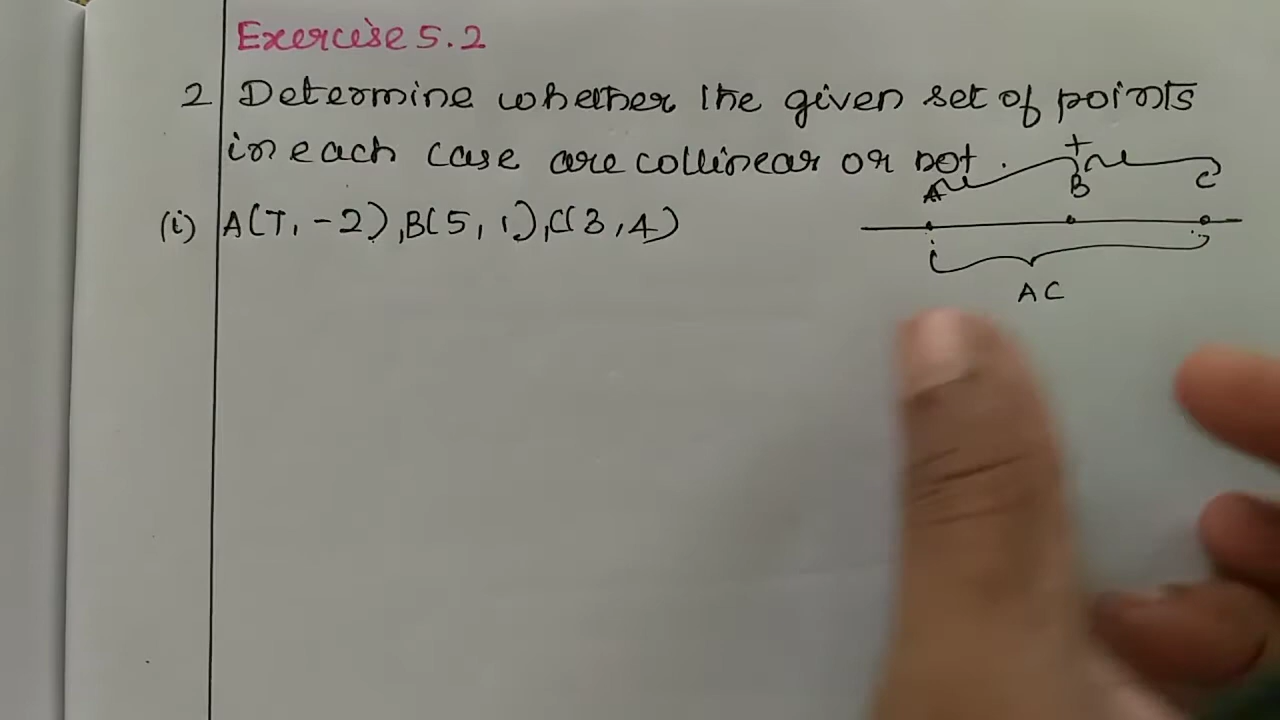 Exercise 5.2
2 Determine whether the given set of points
in each case are collinear or not.
+
A B C
(i) A(7, -2), B(5, 1), C(3, 4)
AC